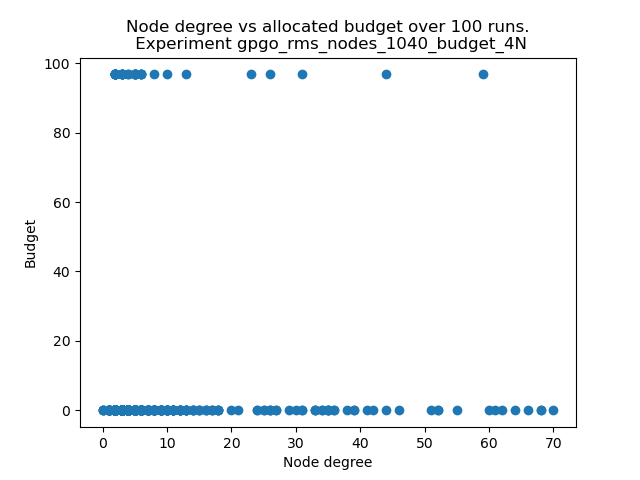 Node degree vs allocated budget over 100 runs.
Experiment gpgo_rms_nodes_1040_budget_4N
100
80
60
40
20
0
Budget
0 10 20 30 40 50 60 70
Node degree